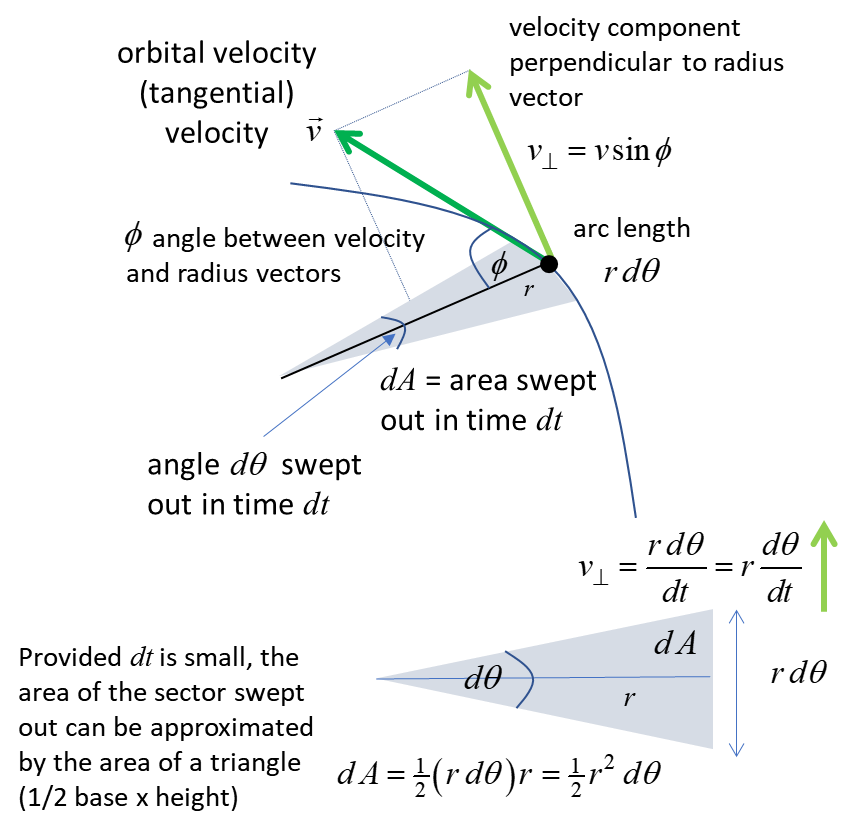 velocity component
perpendicular to radius
vector
orbital velocity
(tangential)
velocity
v⃗
v⊥ = v sin ϕ
ϕ angle between velocity
and radius vectors
arc length
r dθ
ϕ
r
dA = area swept
out in time dt
angle dθ swept
out in time dt
v⊥ = r dθ / dt = r dθ / dt
Provided dt is small, the
area of the sector swept
out can be approximated
by the area of a triangle
(1/2 base x height)
dA
dθ
r
r dθ
dA = ½(r dθ)r = ½r² dθ